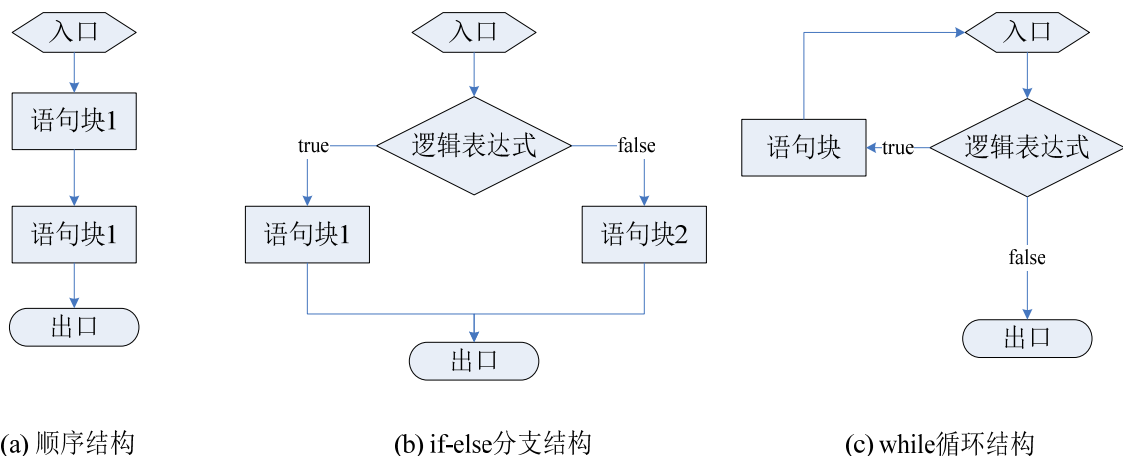 入口
语句块1
语句块1
出口
(a) 顺序结构
入口
逻辑表达式
true
false
语句块1
语句块2
出口
(b) if-else分支结构
入口
逻辑表达式
true
语句块
false
出口
(c) while循环结构